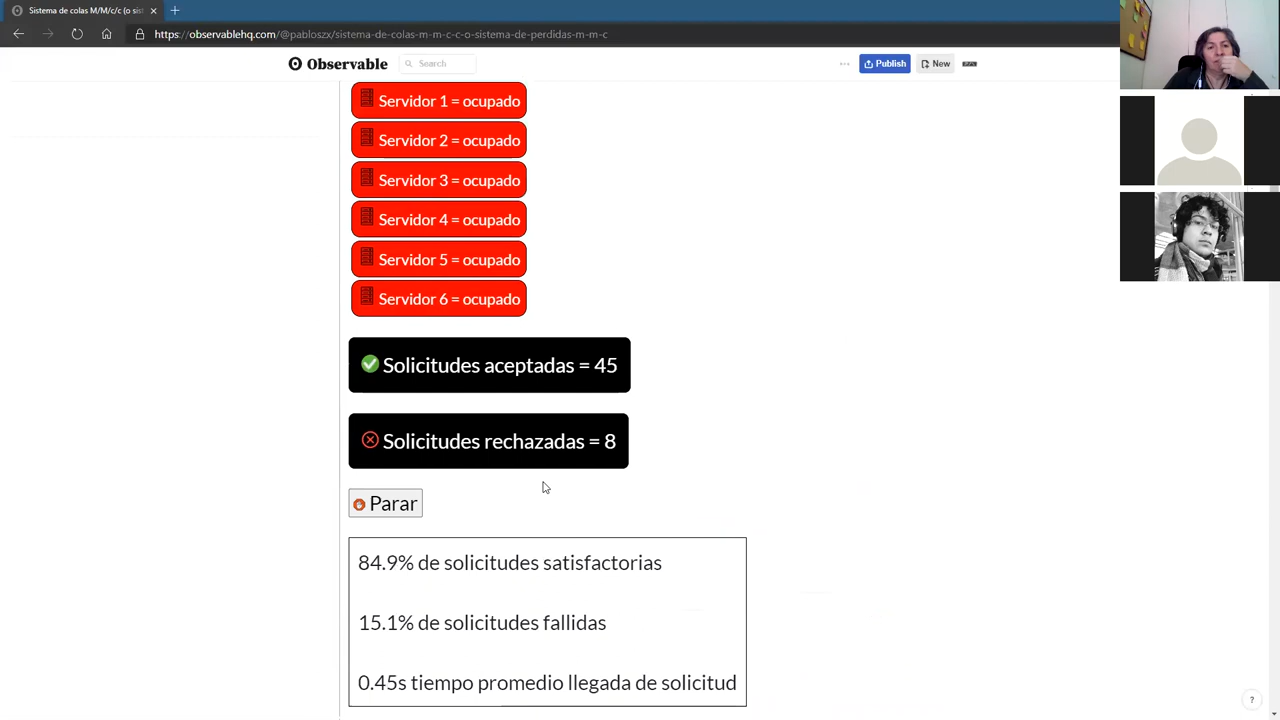 Sistema de colas M/M/c/c (o sist
https://observablehq.com/@pabloszx/sistema-de-colas-m-m-c-c-o-sistema-de-perdidas-m-m-c
Observable
Search
Publish
New
Servidor 1 = ocupado
Servidor 2 = ocupado
Servidor 3 = ocupado
Servidor 4 = ocupado
Servidor 5 = ocupado
Servidor 6 = ocupado
Solicitudes aceptadas = 45
Solicitudes rechazadas = 8
Parar
84.9% de solicitudes satisfactorias
15.1% de solicitudes fallidas
0.45s tiempo promedio llegada de solicitud
?